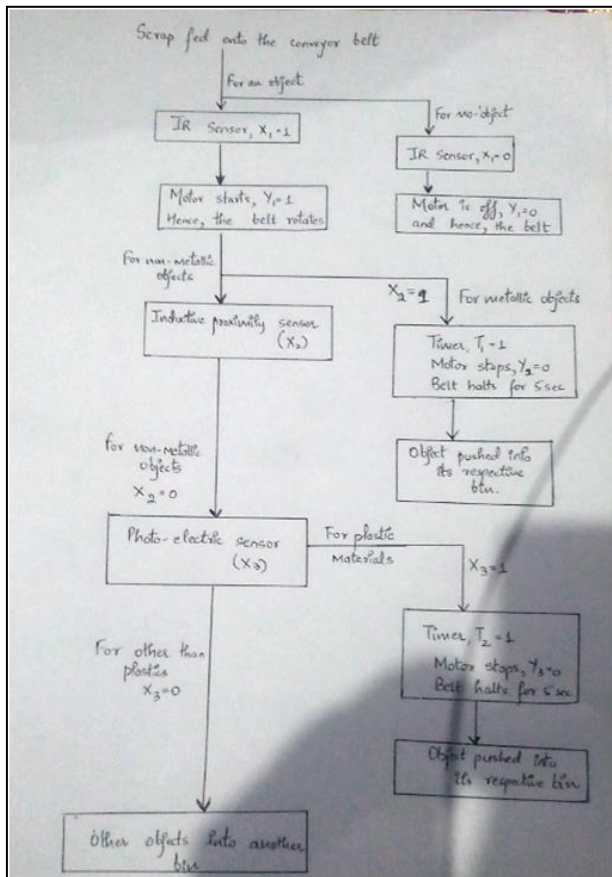 Scrap fed onto the conveyor belt
For an object
For no-object
IR Sensor, X1=1
IR Sensor, X1=0
Motor starts, Y1=1
Hence, the belt rotates
Motor is off, Y1=0
and hence, the belt
For non-metallic
objects
X2=1
For metallic objects
Inductive proximity sensor
(X2)
Timer, T1=1
Motor stops, Y2=0
Belt halts for 5sec
Object pushed into
its respective
bin.
For non-metallic
objects
X2=0
Photo-electric sensor
(X3)
For plastic
materials
X3=1
Timer, T2=1
Motor stops, Y3=0
Belt halts for 5sec
For other than
plastics
X3=0
Object pushed into
its respective bin
Other objects into another
bin